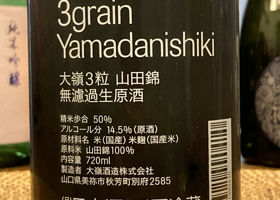 3grain
Yamadanishiki
大嶺3粒 山田錦
無濾過生原酒
精米歩合 50%
アルコール分 14.5%(原酒)
原材料名 米(国産)米麹(国産米)
原料米 山田錦100%
内容量 720ml
製造者 大嶺酒造株式会社
山口県美祢市秋芳町別府2585
純米吟醸